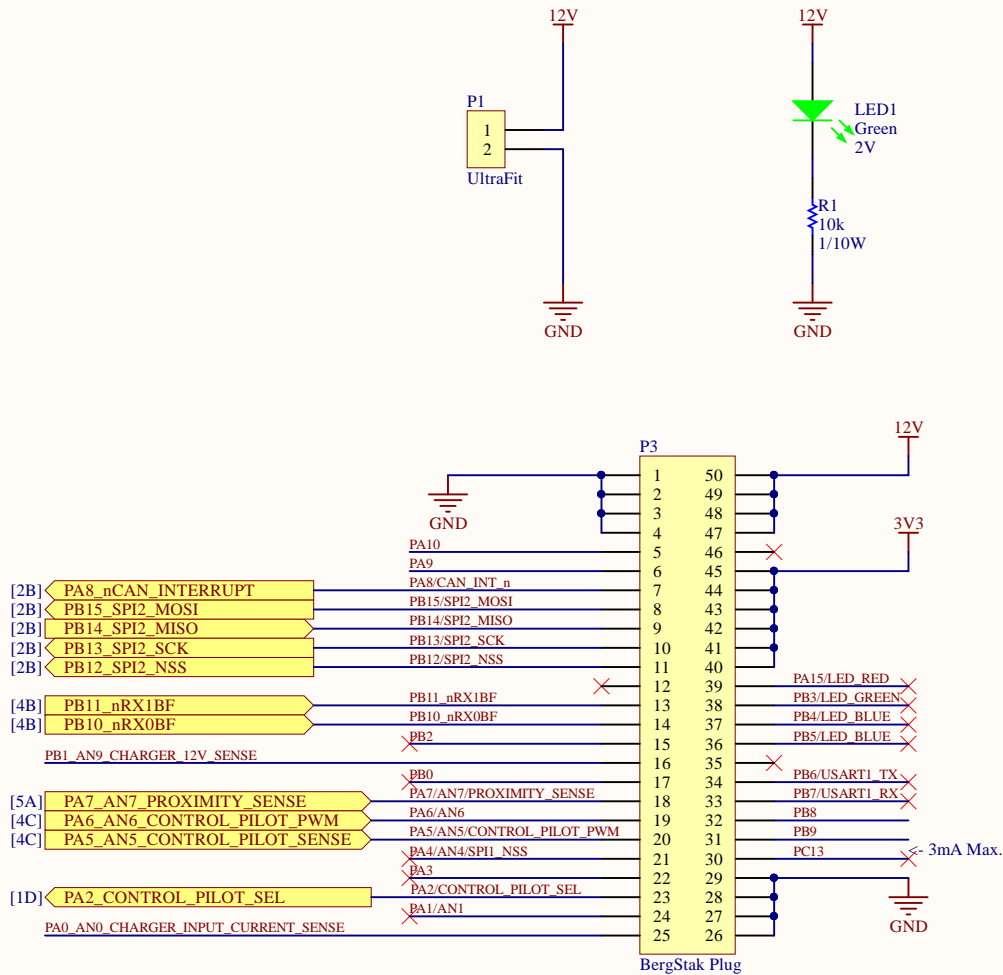 12V
12V
P1
1
2
UltraFit
LED1
Green
2V
R1
10k
1/10W
GND
GND
P3
12V
1 50
2 49
3 48
GND
4 47
3V3
PA10 5 46
PA9 6 45
[2B] PA8_nCAN_INTERRUPT PA8/CAN_INT_n 7 44
[2B] PB15_SPI2_MOSI PB15/SPI2_MOSI 8 43
[2B] PB14_SPI2_MISO PB14/SPI2_MISO 9 42
[2B] PB13_SPI2_SCK PB13/SPI2_SCK 10 41
[2B] PB12_SPI2_NSS PB12/SPI2_NSS 11 40
12 39 PA15/LED_RED
[4B] PB11_nRX1BF PB11_nRX1BF 13 38 PB3/LED_GREEN
[4B] PB10_nRX0BF PB10_nRX0BF 14 37 PB4/LED_BLUE
PB2 15 36 PB5/LED_BLUE
PB1_AN9_CHARGER_12V_SENSE 16 35
PB0 17 34 PB6/USART1_TX
[5A] PA7_AN7_PROXIMITY_SENSE PA7/AN7/PROXIMITY_SENSE 18 33 PB7/USART1_RX
[4C] PA6_AN6_CONTROL_PILOT_PWM PA6/AN6 19 32 PB8
[4C] PA5_AN5_CONTROL_PILOT_SENSE PA5/AN5/CONTROL_PILOT_PWM 20 31 PB9
PA4/AN4/SPI1_NSS 21 30 PC13 <- 3mA Max.
PA3 22 29
[1D] PA2_CONTROL_PILOT_SEL PA2/CONTROL_PILOT_SEL 23 28
PA1/AN1 24 27
GND
PA0_AN0_CHARGER_INPUT_CURRENT_SENSE 25 26
BergStak Plug